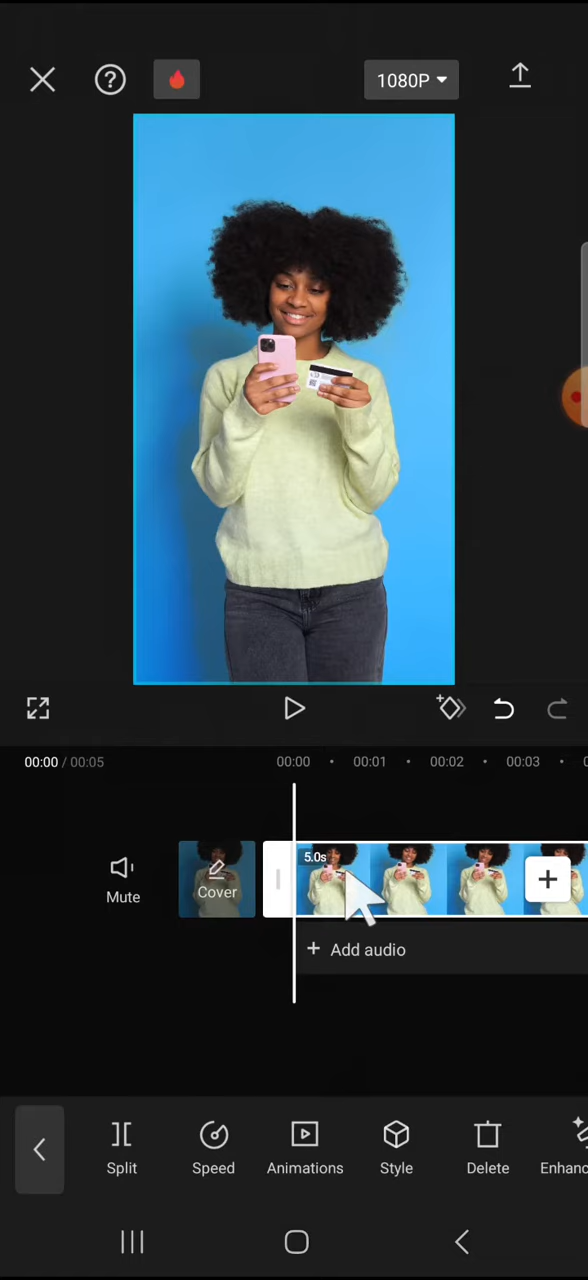 ?
1080P
00:00 / 00:05
00:00 00:01 00:02 00:03
5.0s
Mute
Cover
+
+ Add audio
Split Speed Animations Style Delete Enhanc